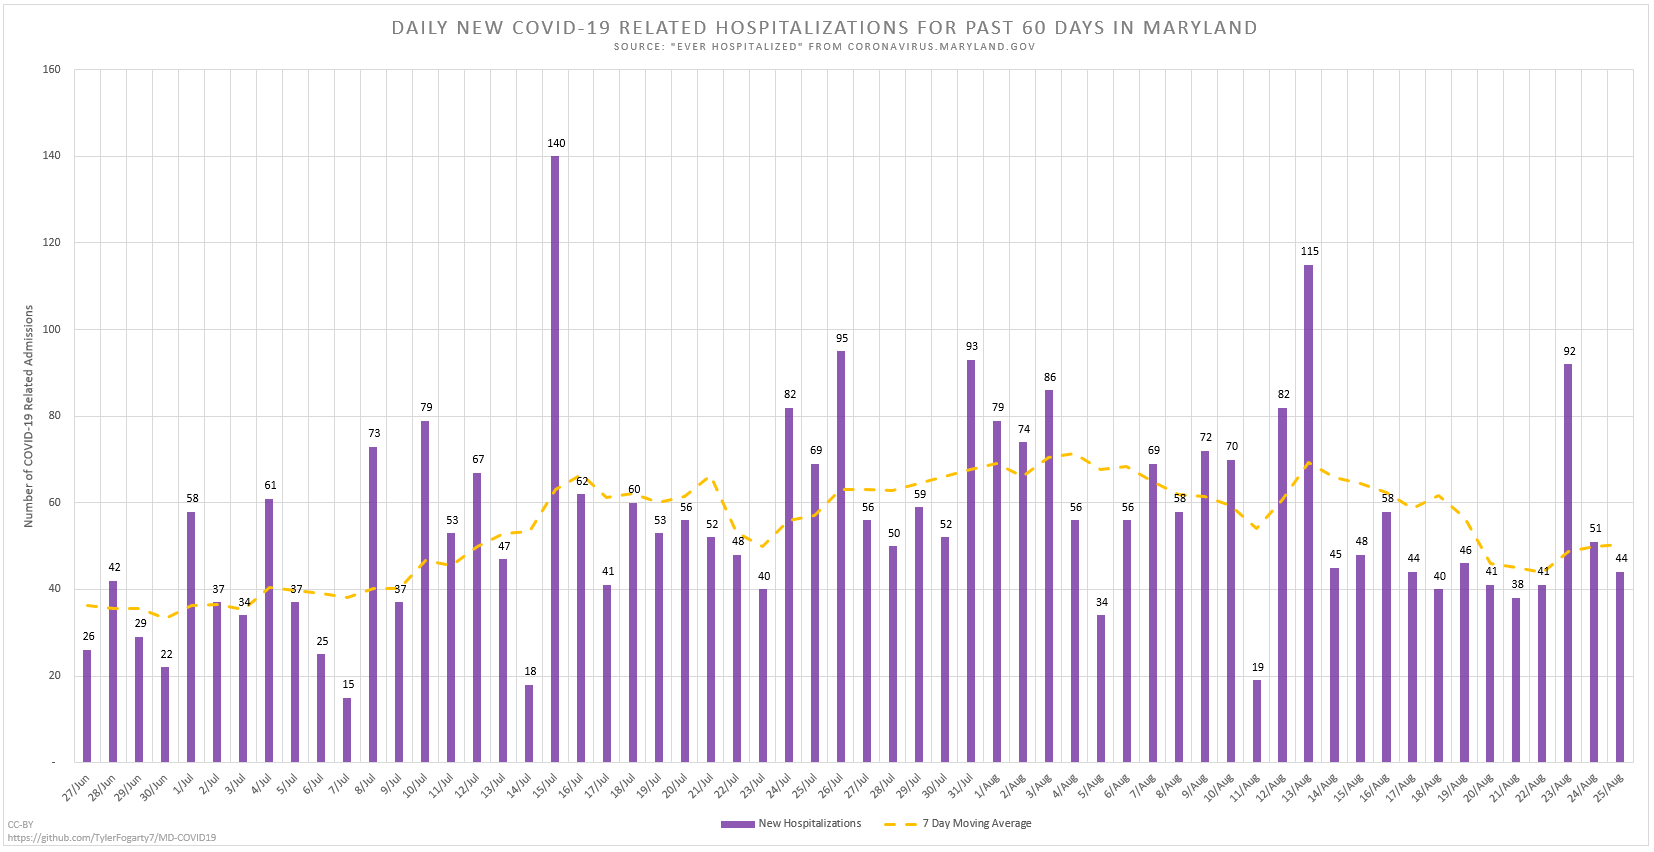 DAILY NEW COVID-19 RELATED HOSPITALIZATIONS FOR PAST 60 DAYS IN MARYLAND
SOURCE: "EVER HOSPITALIZED" FROM CORONAVIRUS.MARYLAND.GOV
Number of COVID-19 Related Admissions
160
140
120
100
80
60
40
20
-
26
42
29
22
58
37
34
61
37
25
15
73
37
79
53
67
47
18
140
62
41
60
53
56
52
48
40
82
69
95
56
50
59
52
93
79
74
86
56
34
56
69
58
72
70
19
82
115
45
48
58
44
40
46
41
38
41
92
51
44
27/Jun
28/Jun
29/Jun
30/Jun
1/Jul
2/Jul
3/Jul
4/Jul
5/Jul
6/Jul
7/Jul
8/Jul
9/Jul
10/Jul
11/Jul
12/Jul
13/Jul
14/Jul
15/Jul
16/Jul
17/Jul
18/Jul
19/Jul
20/Jul
21/Jul
22/Jul
23/Jul
24/Jul
25/Jul
26/Jul
27/Jul
28/Jul
29/Jul
30/Jul
31/Jul
1/Aug
2/Aug
3/Aug
4/Aug
5/Aug
6/Aug
7/Aug
8/Aug
9/Aug
10/Aug
11/Aug
12/Aug
13/Aug
14/Aug
15/Aug
16/Aug
17/Aug
18/Aug
19/Aug
20/Aug
21/Aug
22/Aug
23/Aug
24/Aug
25/Aug
New Hospitalizations
7 Day Moving Average
CC-BY
https://github.com/TylerFogarty7/MD-COVID19